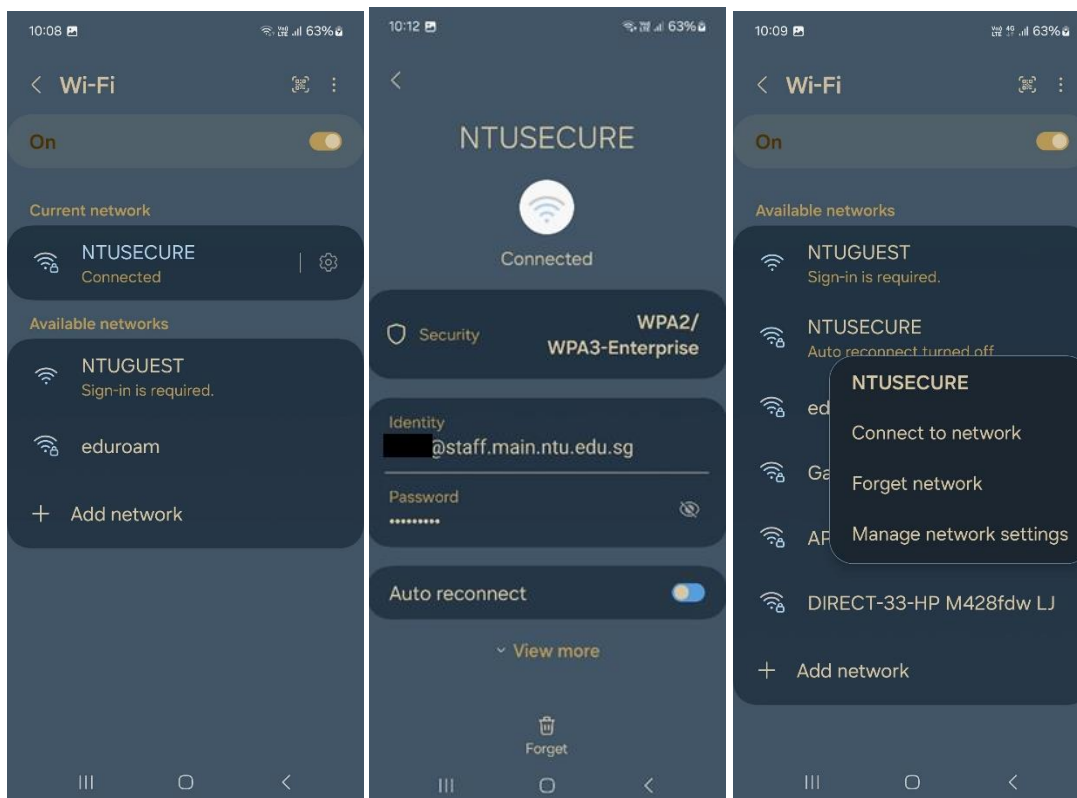 10:08
63%
Wi-Fi
On
Current network
NTUSECURE
Connected
Available networks
NTUGUEST
Sign-in is required.
eduroam
+ Add network
10:12
63%
NTUSECURE
Connected
Security
WPA2/
WPA3-Enterprise
Identity
@staff.main.ntu.edu.sg
Password
•••••••••
Auto reconnect
View more
Forget
10:09
63%
Wi-Fi
On
Available networks
NTUGUEST
Sign-in is required.
NTUSECURE
Auto reconnect turned off
NTUSECURE
ed
Connect to network
Ga
Forget network
AP
Manage network settings
DIRECT-33-HP M428fdw LJ
+ Add network